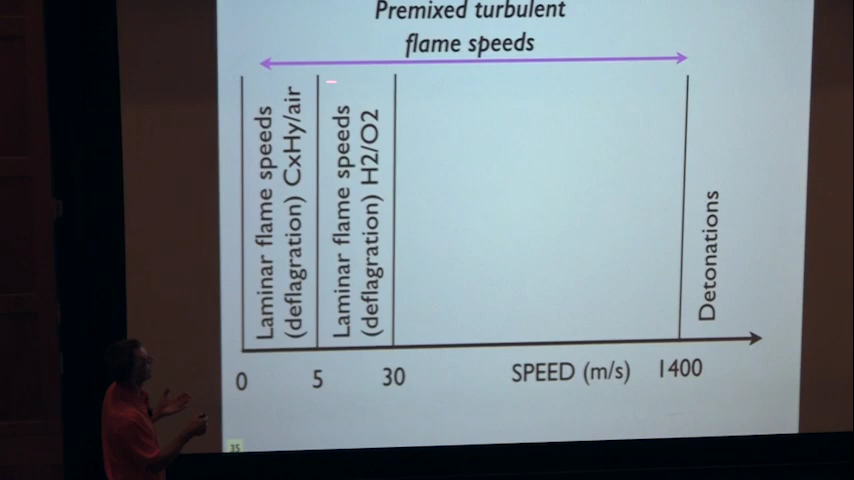 Premixed turbulent
flame speeds
Laminar flame speeds
(deflagration) CxHy/air
Laminar flame speeds
(deflagration) H2/O2
Detonations
0
5
30
SPEED (m/s)
1400
35